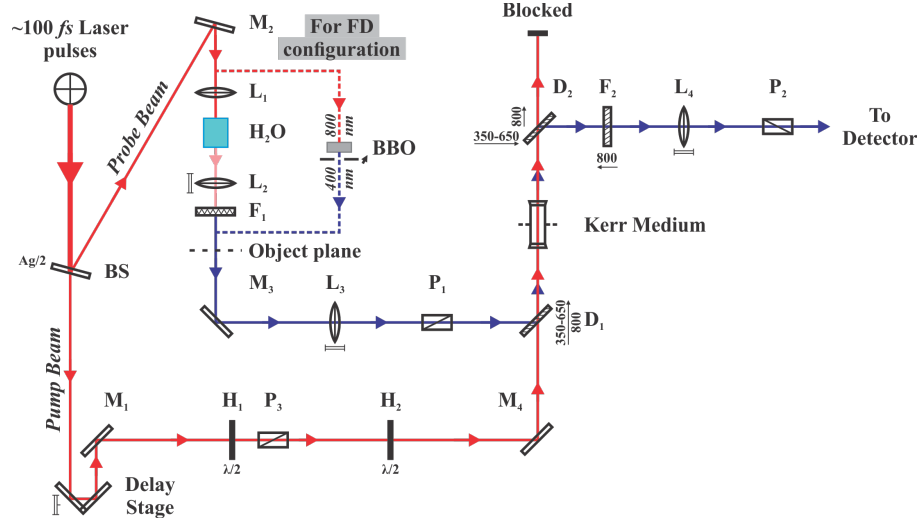 ~100 fs Laser
pulses
M2
For FD
configuration
Probe Beam
L1
H2O
800
nm
BBO
400
nm
L2
F1
Object plane
Ag/2
BS
M3
L3
P1
350-650
800
D1
Pump Beam
M1
H1
P3
H2
M4
λ/2
λ/2
Delay
Stage
Blocked
D2
F2
L4
P2
800
350-650
800
To
Detector
Kerr Medium